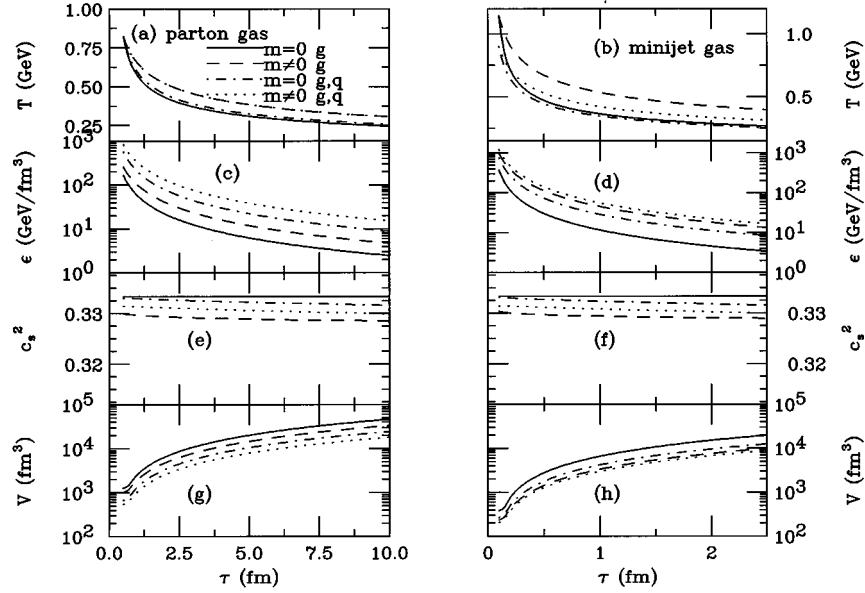 (a) parton gas
m=0 g
m≠0 g
m=0 g,q
m≠0 g,q
1.00
0.75
0.50
0.25
T (GeV)
(b) minijet gas
1.0
0.5
T (GeV)
(c)
10³
10²
10¹
10⁰
ϵ (GeV/fm³)
(d)
10³
10²
10¹
10⁰
ϵ (GeV/fm³)
(e)
0.33
0.32
cₛ²
(f)
0.33
0.32
cₛ²
(g)
10⁵
10⁴
10³
10²
V (fm³)
(h)
10⁵
10⁴
10³
10²
V (fm³)
0.0 2.5 5.0 7.5 10.0
τ (fm)
0 1 2
τ (fm)